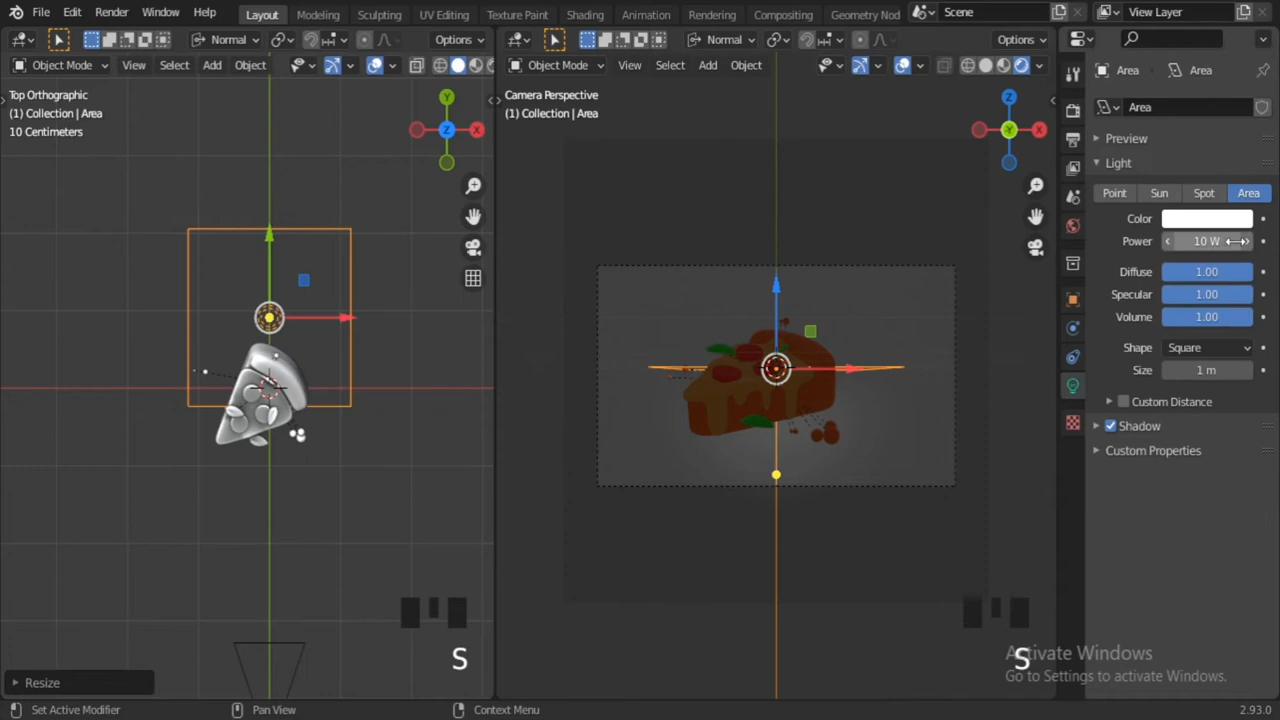 File Edit Render Window Help Layout Modeling Sculpting UV Editing Texture Paint Shading Animation Rendering Compositing Geometry Nod Scene View Layer
Normal Options Normal Options
Object Mode View Select Add Object Object Mode View Select Add Object
Top Orthographic
(1) Collection | Area
10 Centimeters
Y
Z
X
Camera Perspective
(1) Collection | Area
Z
Y
X
Area Area
Area
Preview
Light
Point Sun Spot Area
Color
Power 10 W
Diffuse 1.00
Specular 1.00
Volume 1.00
Shape Square
Size 1 m
Custom Distance
Shadow
Custom Properties
S
S
Activate Windows
Go to Settings to activate Windows.
Resize
Set Active Modifier Pan View Context Menu 2.93.0